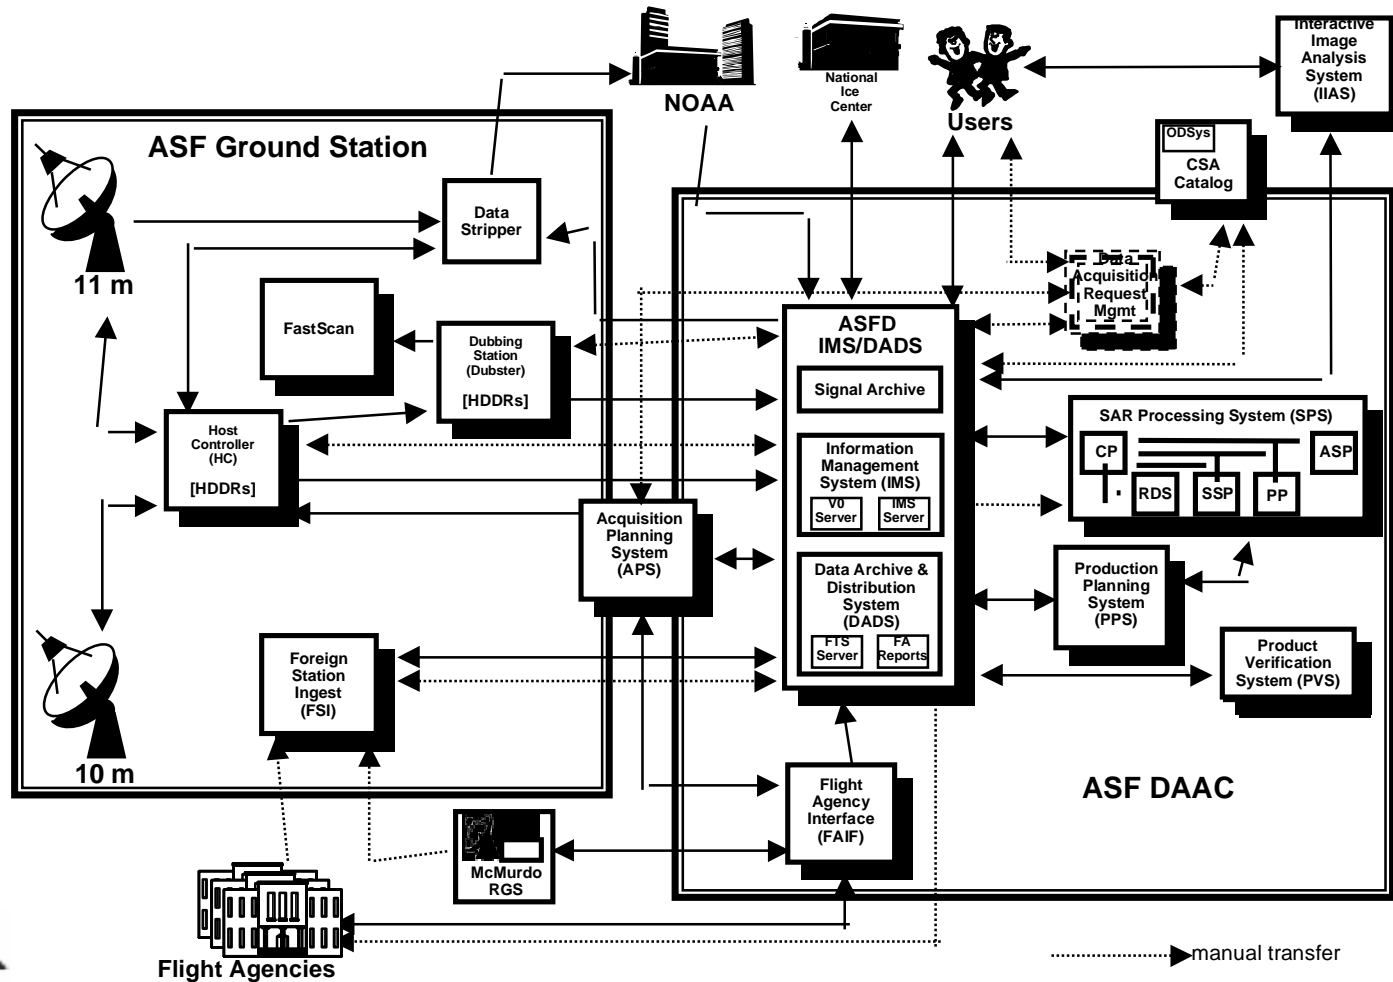 Interactive
Image
Analysis
System
(IIAS)
National
Ice
Center
NOAA
Users
ODSys
CSA
Catalog
ASF Ground Station
11 m
Data
Stripper
FastScan
Dubbing
Station
(Dubster)
[HDDRs]
Host
Controller
(HC)
[HDDRs]
Data
Acquisition
Request
Mgmt
ASFD
IMS/DADS
Signal Archive
Information
Management
System (IMS)
V0
Server
IMS
Server
Data Archive &
Distribution
System
(DADS)
FTS
Server
FA
Reports
SAR Processing System (SPS)
CP
RDS
SSP
PP
ASP
Acquisition
Planning
System
(APS)
Production
Planning
System
(PPS)
Product
Verification
System (PVS)
Foreign
Station
Ingest
(FSI)
10 m
Flight
Agency
Interface
(FAIF)
ASF DAAC
McMurdo
RGS
Flight Agencies
manual transfer